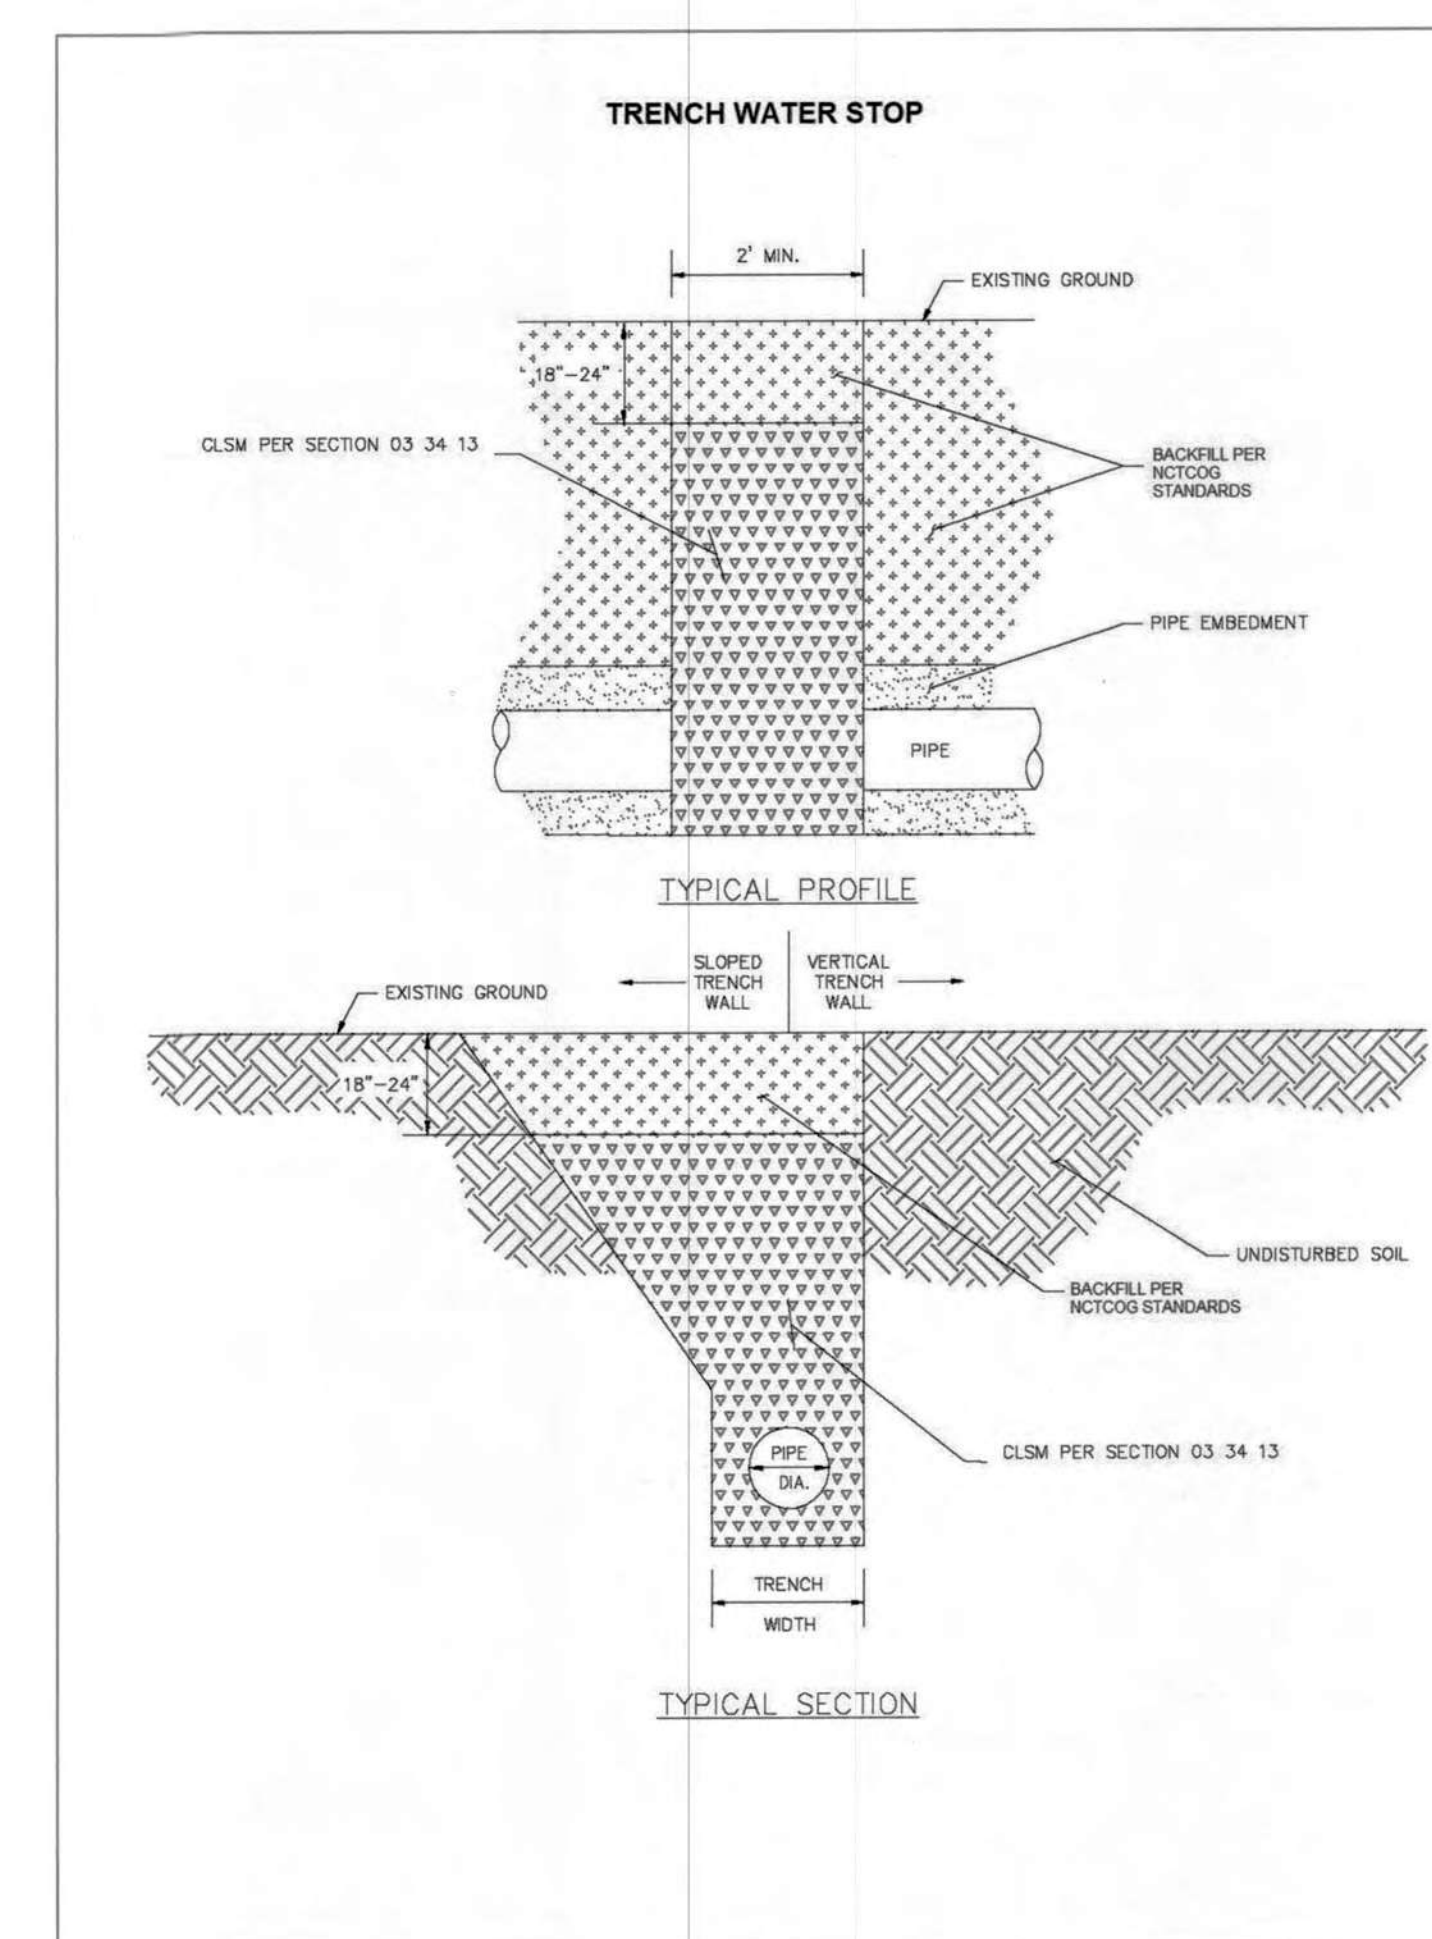 TRENCH WATER STOP
2' MIN.
EXISTING GROUND
18"-24"
CLSM PER SECTION 03 34 13
BACKFILL PER
NCTCOG
STANDARDS
PIPE EMBEDMENT
PIPE
TYPICAL PROFILE
SLOPED
TRENCH
WALL
VERTICAL
TRENCH
WALL
EXISTING GROUND
18"-24"
UNDISTURBED SOIL
BACKFILL PER
NCTCOG STANDARDS
CLSM PER SECTION 03 34 13
PIPE
DIA.
TRENCH
WIDTH
TYPICAL SECTION